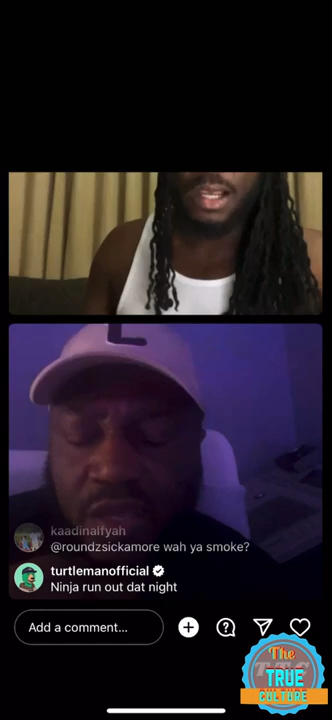 L
kaadinalfyah
@roundzsickamore wah ya smoke?
turtlemanofficial
Ninja run out dat night
Add a comment...
The
TRUE
CULTURE